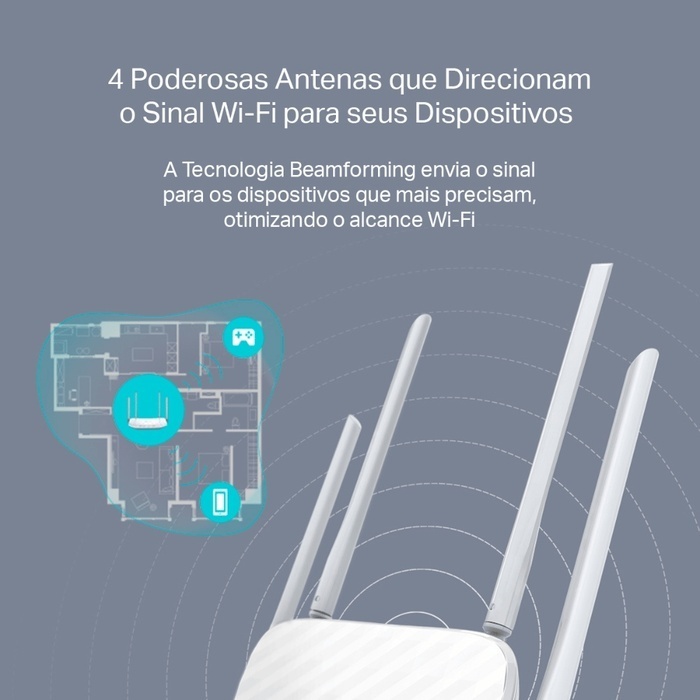 4 Poderosas Antenas que Direcionam
o Sinal Wi-Fi para seus Dispositivos
A Tecnologia Beamforming envia o sinal
para os dispositivos que mais precisam,
otimizando o alcance Wi-Fi